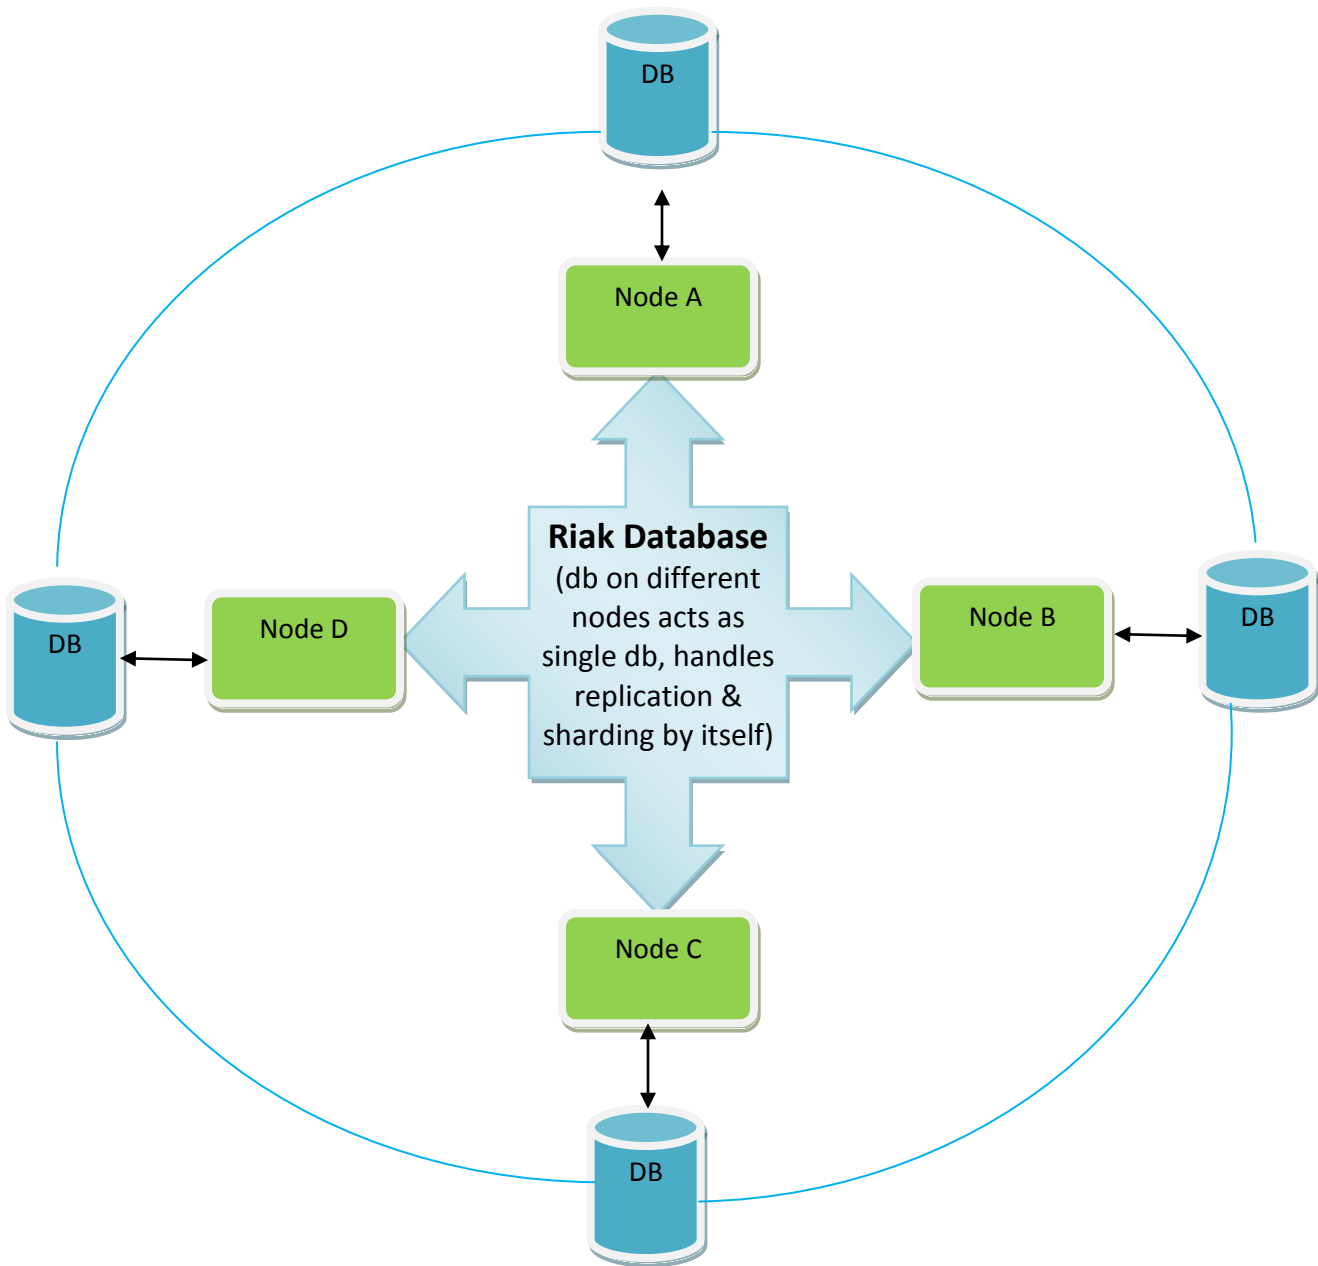 DB
Node A
Riak Database
(db on different
nodes acts as
single db, handles
replication &
sharding by itself)
DB
Node D
Node B
DB
Node C
DB